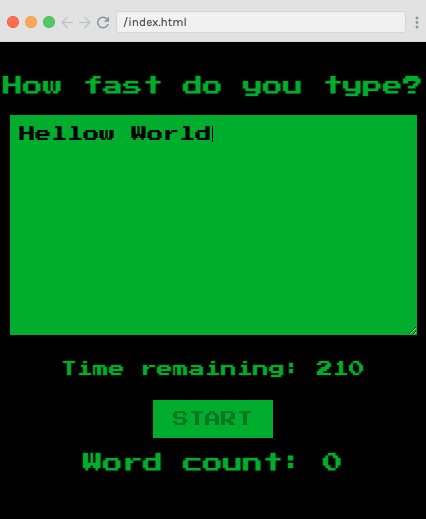 /index.html
How fast do you type?
Hellow World
Time remaining: 210
START
Word count: 0